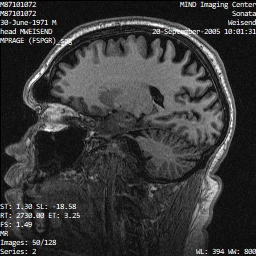 M87101072
M87101072
30-June-1971 M
head MWEISEND
MPRAGE (FSPGR)_SAG
MIND Imaging Center
Sonata
Weisend
20-September-2005 10:01:31
ST: 1.30 SL: -18.58
RT: 2730.00 ET: 3.25
FS: 1.49
MR
Images: 50/128
Series: 2
WL: 394 WW: 800